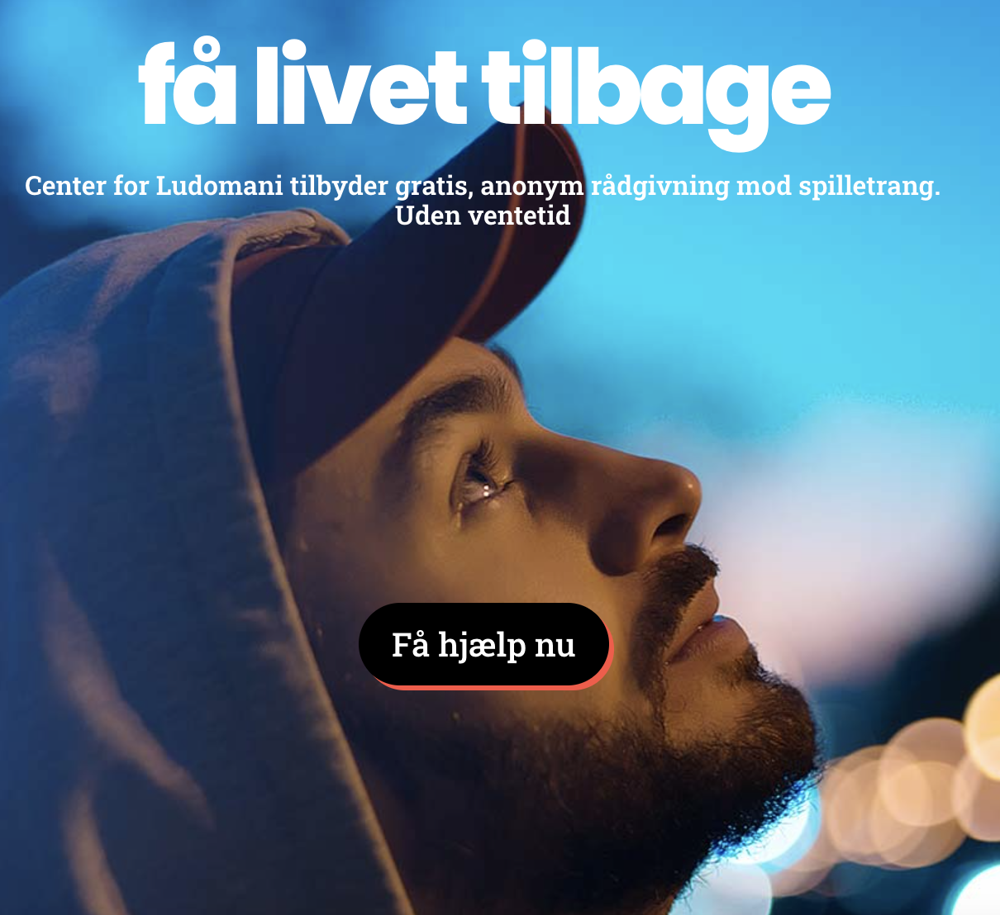 få livet tilbage
Center for Ludomani tilbyder gratis, anonym rådgivning mod spilletrang.
Uden ventetid
Få hjælp nu